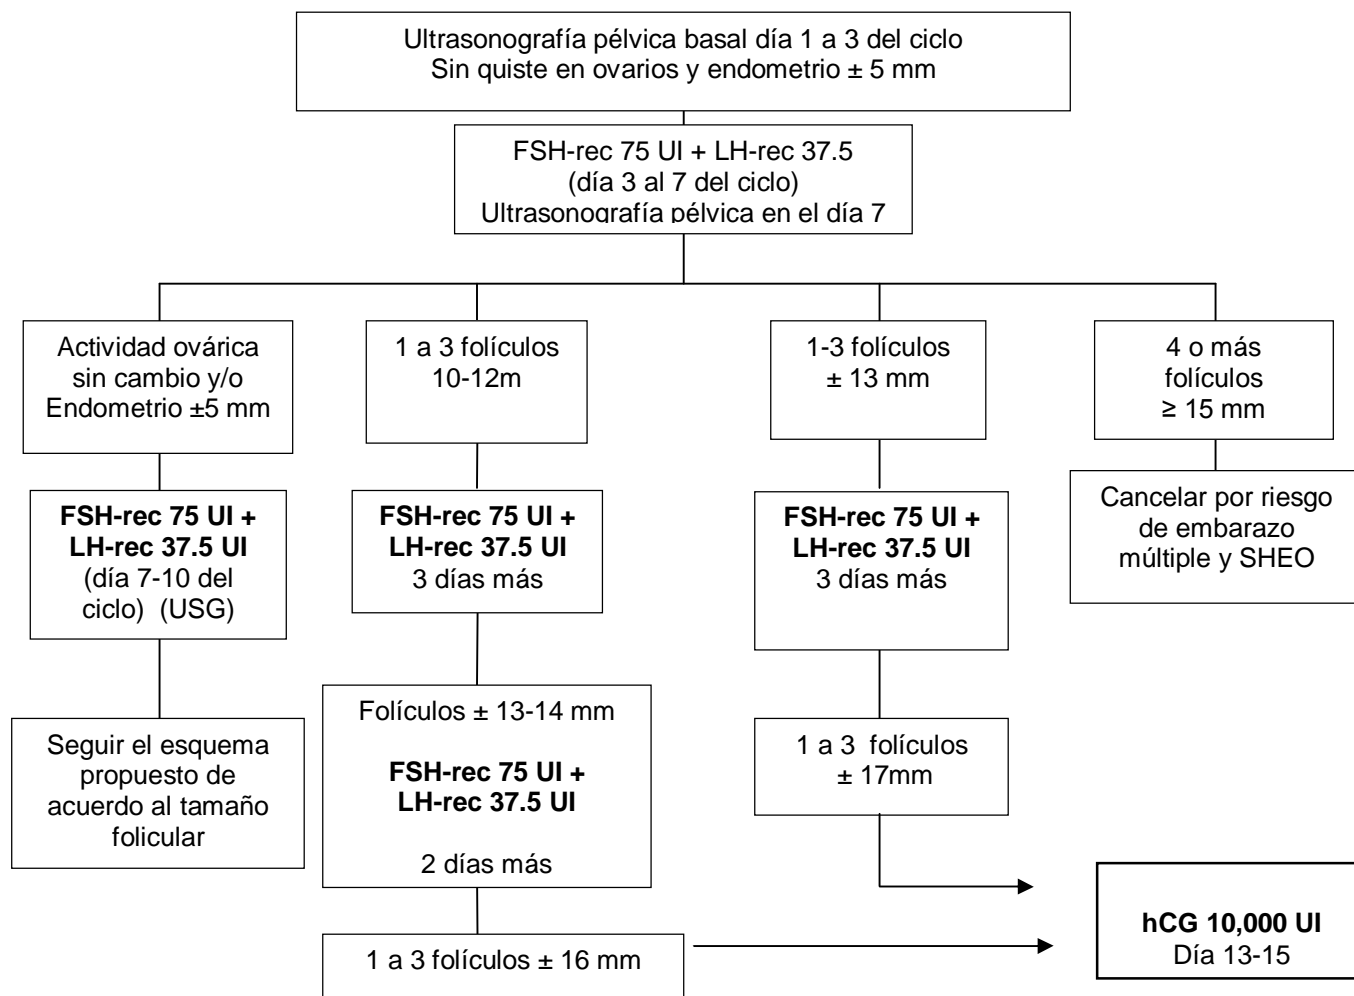 Ultrasonografía pélvica basal día 1 a 3 del ciclo
Sin quiste en ovarios y endometrio ± 5 mm
FSH-rec 75 UI + LH-rec 37.5
(día 3 al 7 del ciclo)
Ultrasonografía pélvica en el día 7
Actividad ovárica
sin cambio y/o
Endometrio ±5 mm
FSH-rec 75 UI +
LH-rec 37.5 UI
(día 7-10 del
ciclo) (USG)
Seguir el esquema
propuesto de
acuerdo al tamaño
folicular
1 a 3 folículos
10-12m
FSH-rec 75 UI +
LH-rec 37.5 UI
3 días más
Folículos ± 13-14 mm
FSH-rec 75 UI +
LH-rec 37.5 UI
2 días más
1 a 3 folículos ± 16 mm
1-3 folículos
± 13 mm
FSH-rec 75 UI +
LH-rec 37.5 UI
3 días más
1 a 3 folículos
± 17mm
4 o más
folículos
≥ 15 mm
Cancelar por riesgo
de embarazo
múltiple y SHEO
hCG 10,000 UI
Día 13-15